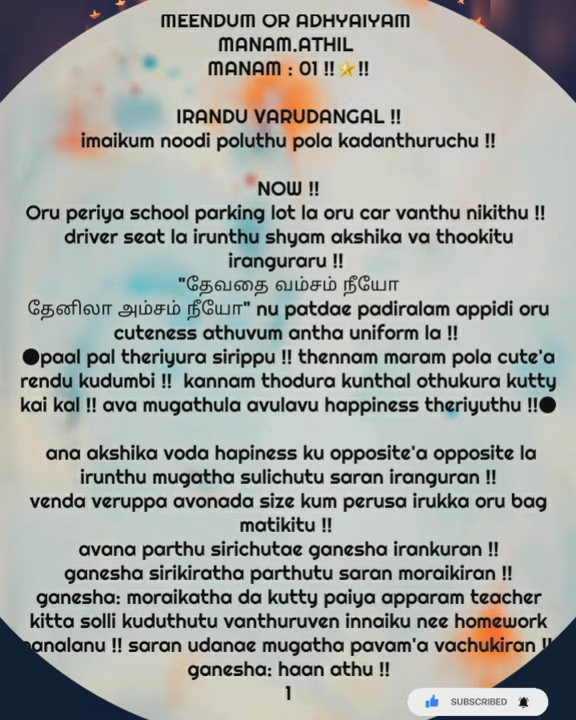 MEENDUM OR ADHYAIYAM
MANAM.ATHIL
MANAM : 01 !!⭐!!
IRANDU VARUDANGAL !!
imaikum noodi poluthu pola kadanthuruchu !!
NOW !!
Oru periya school parking lot la oru car vanthu nikithu !!
driver seat la irunthu shyam akshika va thookitu
iranguraru !!
"தேவதை வம்சம் நீயோ
தேனிலா அம்சம் நீயோ" nu patdae padiralam appidi oru
cuteness athuvum antha uniform la !!
●paal pal theriyura sirippu !! thennam maram pola cute'a
rendu kudumbi !! kannam thodura kunthal othukura kutty
kai kal !! ava mugathula avulavu happiness theriyuthu !!●
ana akshika voda hapiness ku opposite'a opposite la
irunthu mugatha sulichutu saran iranguran !!
venda veruppa avonada size kum perusa irukka oru bag
matikitu !!
avana parthu sirichutae ganesha irankuran !!
ganesha sirikiratha parthutu saran moraikiran !!
ganesha: moraikatha da kutty paiya apparam teacher
kitta solli kuduthutu vanthuruven innaiku nee homework
panalanu !! saran udanae mugatha pavam'a vachukiran !!
ganesha: haan athu !!
1
SUBSCRIBED